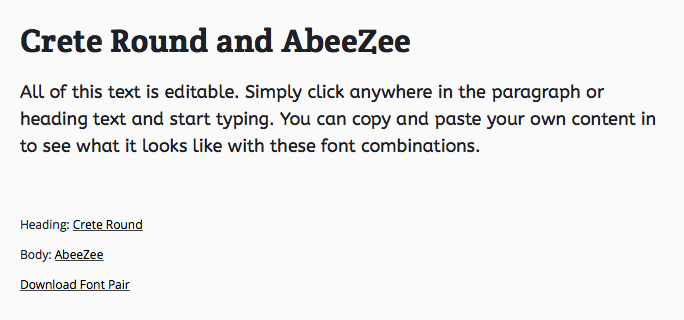 Crete Round and AbeeZee
All of this text is editable. Simply click anywhere in the paragraph or
heading text and start typing. You can copy and paste your own content in
to see what it looks like with these font combinations.
Heading: Crete Round
Body: AbeeZee
Download Font Pair